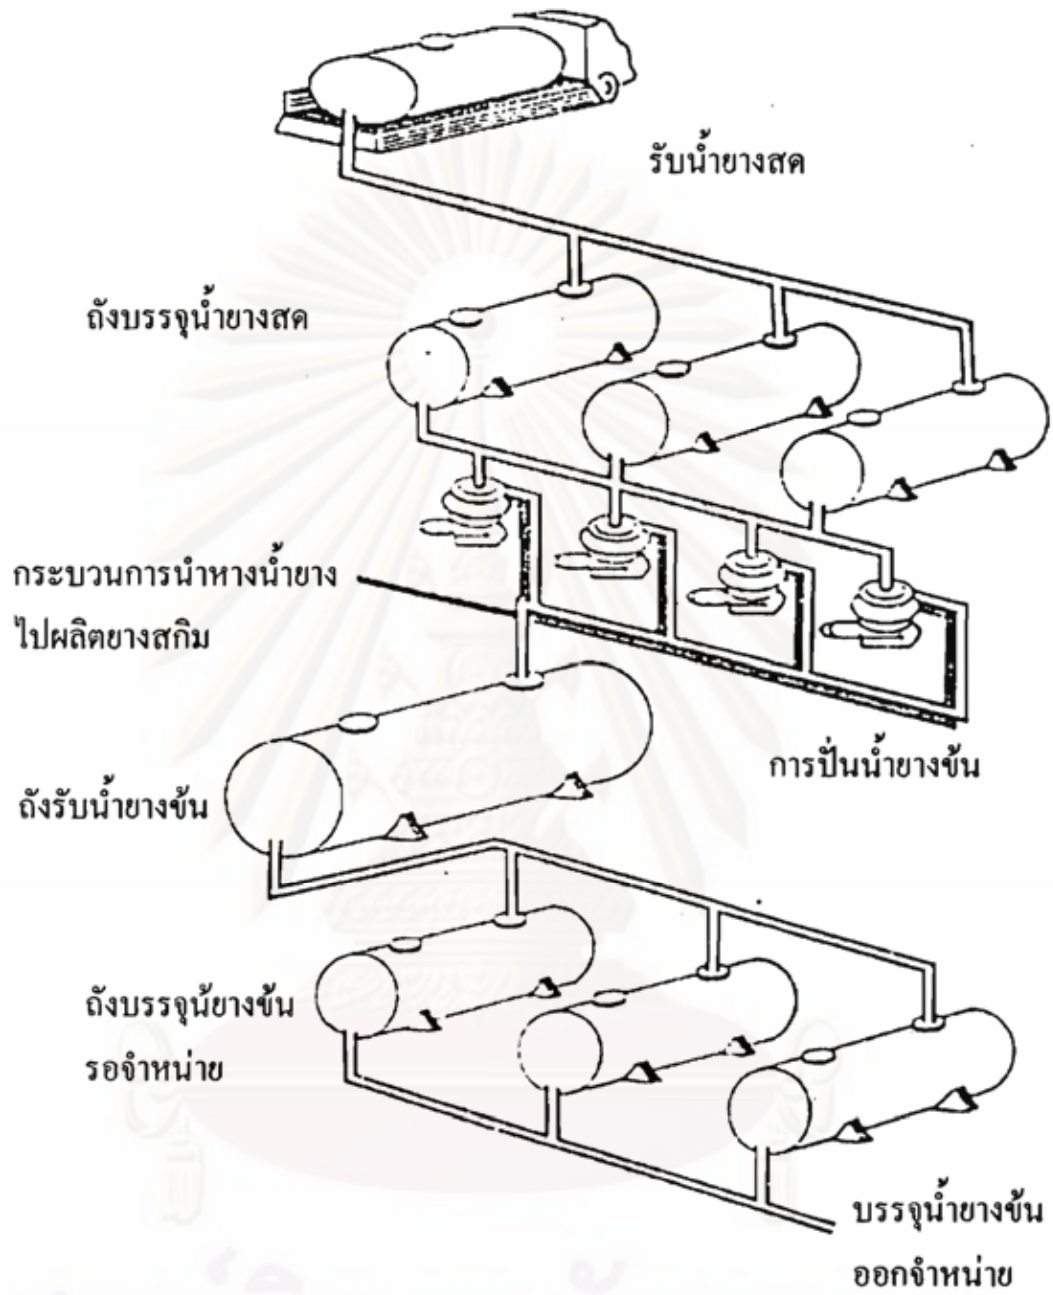 รับน้ำยางสด
ถังบรรจุน้ำยางสด
กระบวนการนำหางน้ำยาง
ไปผลิตยางสกิม
การปั่นน้ำยางข้น
ถังรับน้ำยางข้น
ถังบรรจุน้ยางข้น
รอจำหน่าย
บรรจุน้ำยางข้น
ออกจำหน่าย